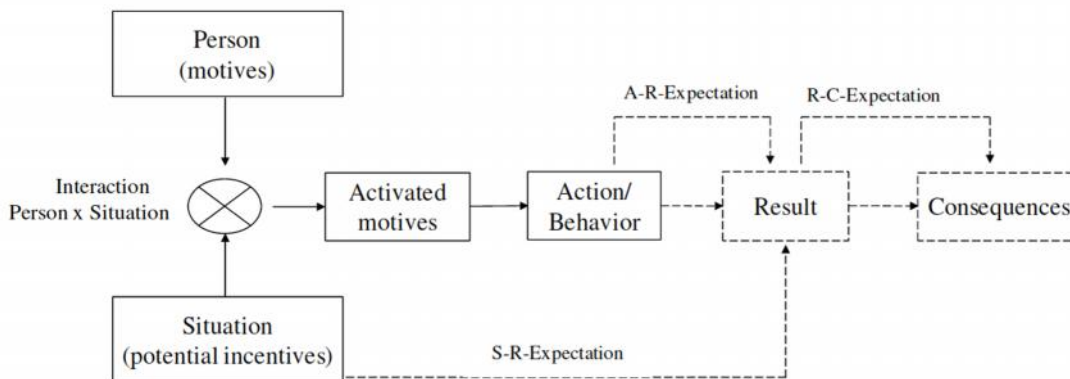 Person
(motives)
A-R-Expectation
R-C-Expectation
Interaction
Person x Situation
Activated
motives
Action/
Behavior
Result
Consequences
Situation
(potential incentives)
S-R-Expectation